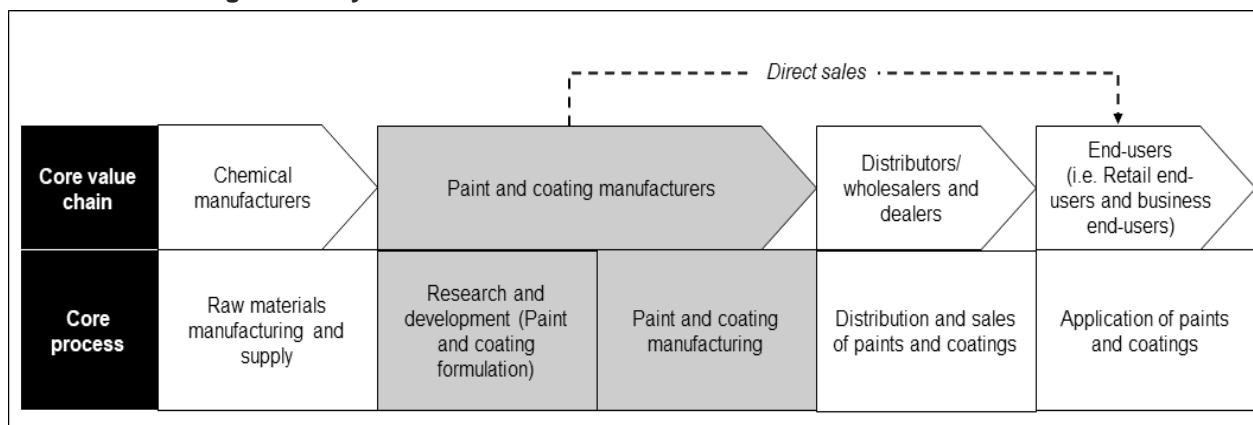 Direct sales
Core value
chain
Chemical
manufacturers
Paint and coating manufacturers
Distributors/
wholesalers and
dealers
End-users
(i.e. Retail end-
users and business
end-users)
Core
process
Raw materials
manufacturing and
supply
Research and
development (Paint
and coating
formulation)
Paint and coating
manufacturing
Distribution and sales
of paints and coatings
Application of paints
and coatings